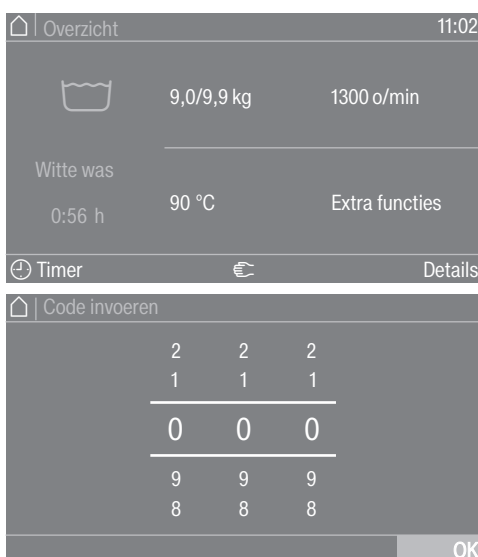 Overzicht 11:02
9,0/9,9 kg 1300 o/min
Witte was
0:56 h
90 °C Extra functies
Timer Details
Code invoeren
2 2 2
1 1 1
0 0 0
9 9 9
8 8 8
OK